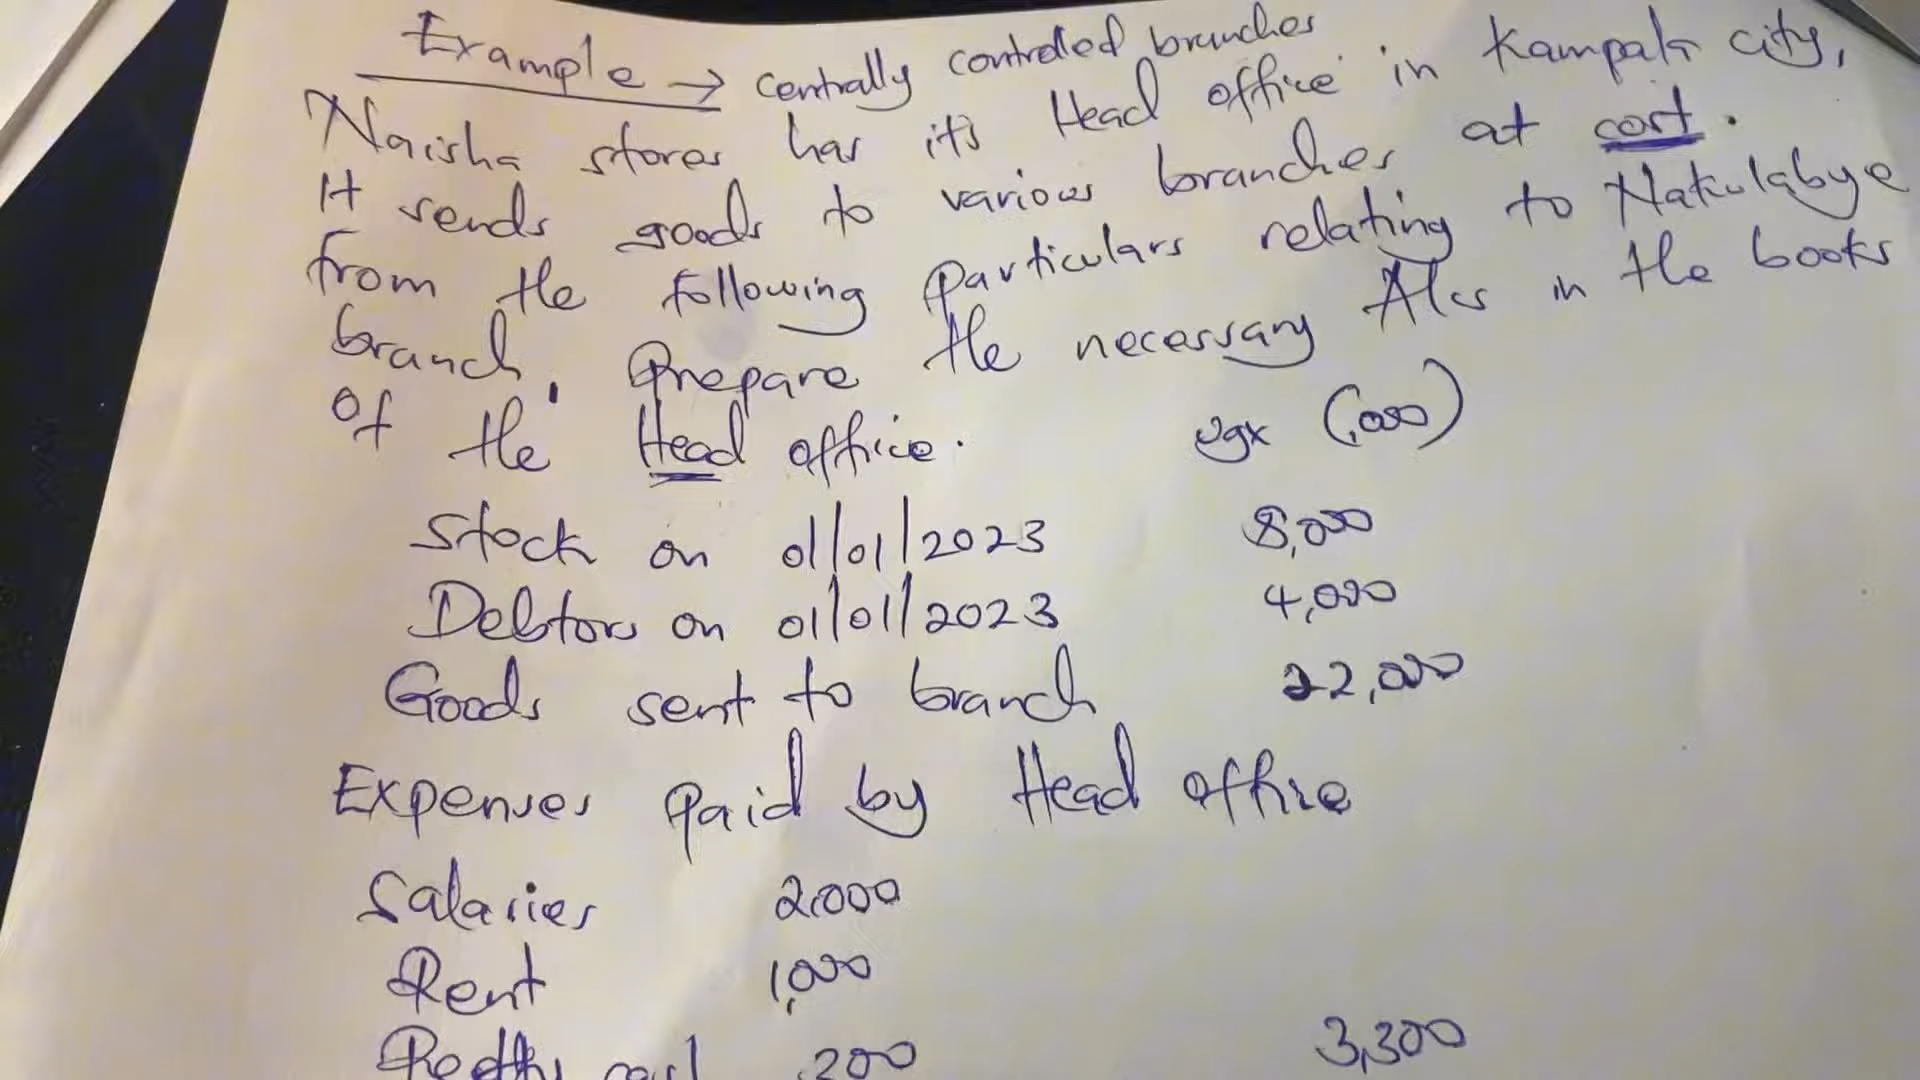 Example → centrally controlled branches
Naisha stores has it's Head office in Kampala city,
It sends goods to various branches at cost.
from the following particulars relating to Nakulabye
branch, prepare the necessary A/cs in the books
of the Head office.
ugx (,000)
Stock on 01/01/2023 8,000
Debtors on 01/01/2023 4,000
Goods sent to branch 22,000
Expenses paid by Head office
Salaries 2,000
Rent 1,000
3,300